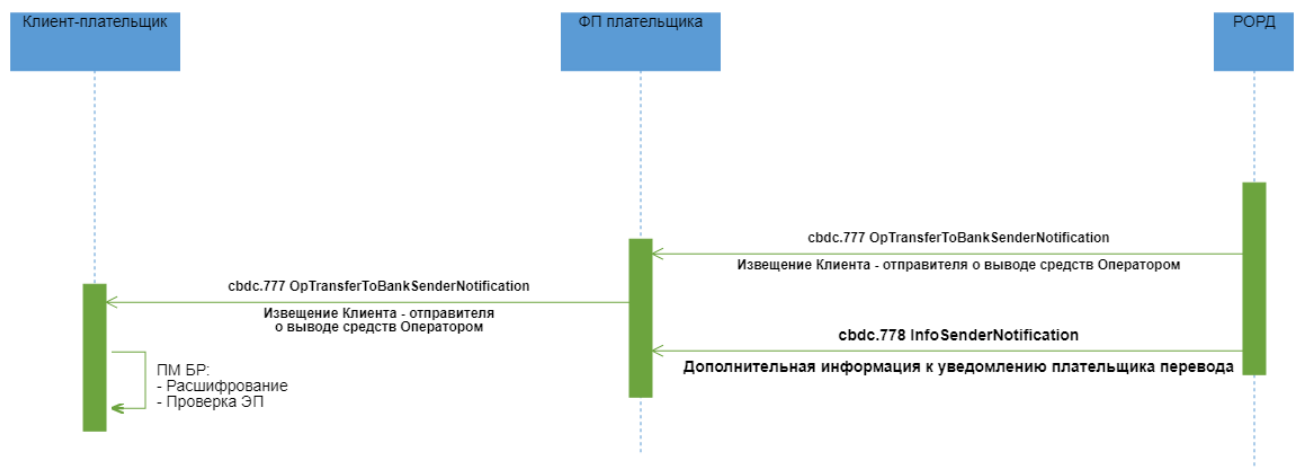 Клиент-плательщик
ФП плательщика
РОРД
cbdc.777 OpTransferToBankSenderNotification
Извещение Клиента - отправителя о выводе средств Оператором
cbdc.777 OpTransferToBankSenderNotification
Извещение Клиента - отправителя
о выводе средств Оператором
cbdc.778 InfoSenderNotification
Дополнительная информация к уведомлению плательщика перевода
ПМ БР:
- Расшифрование
- Проверка ЭП